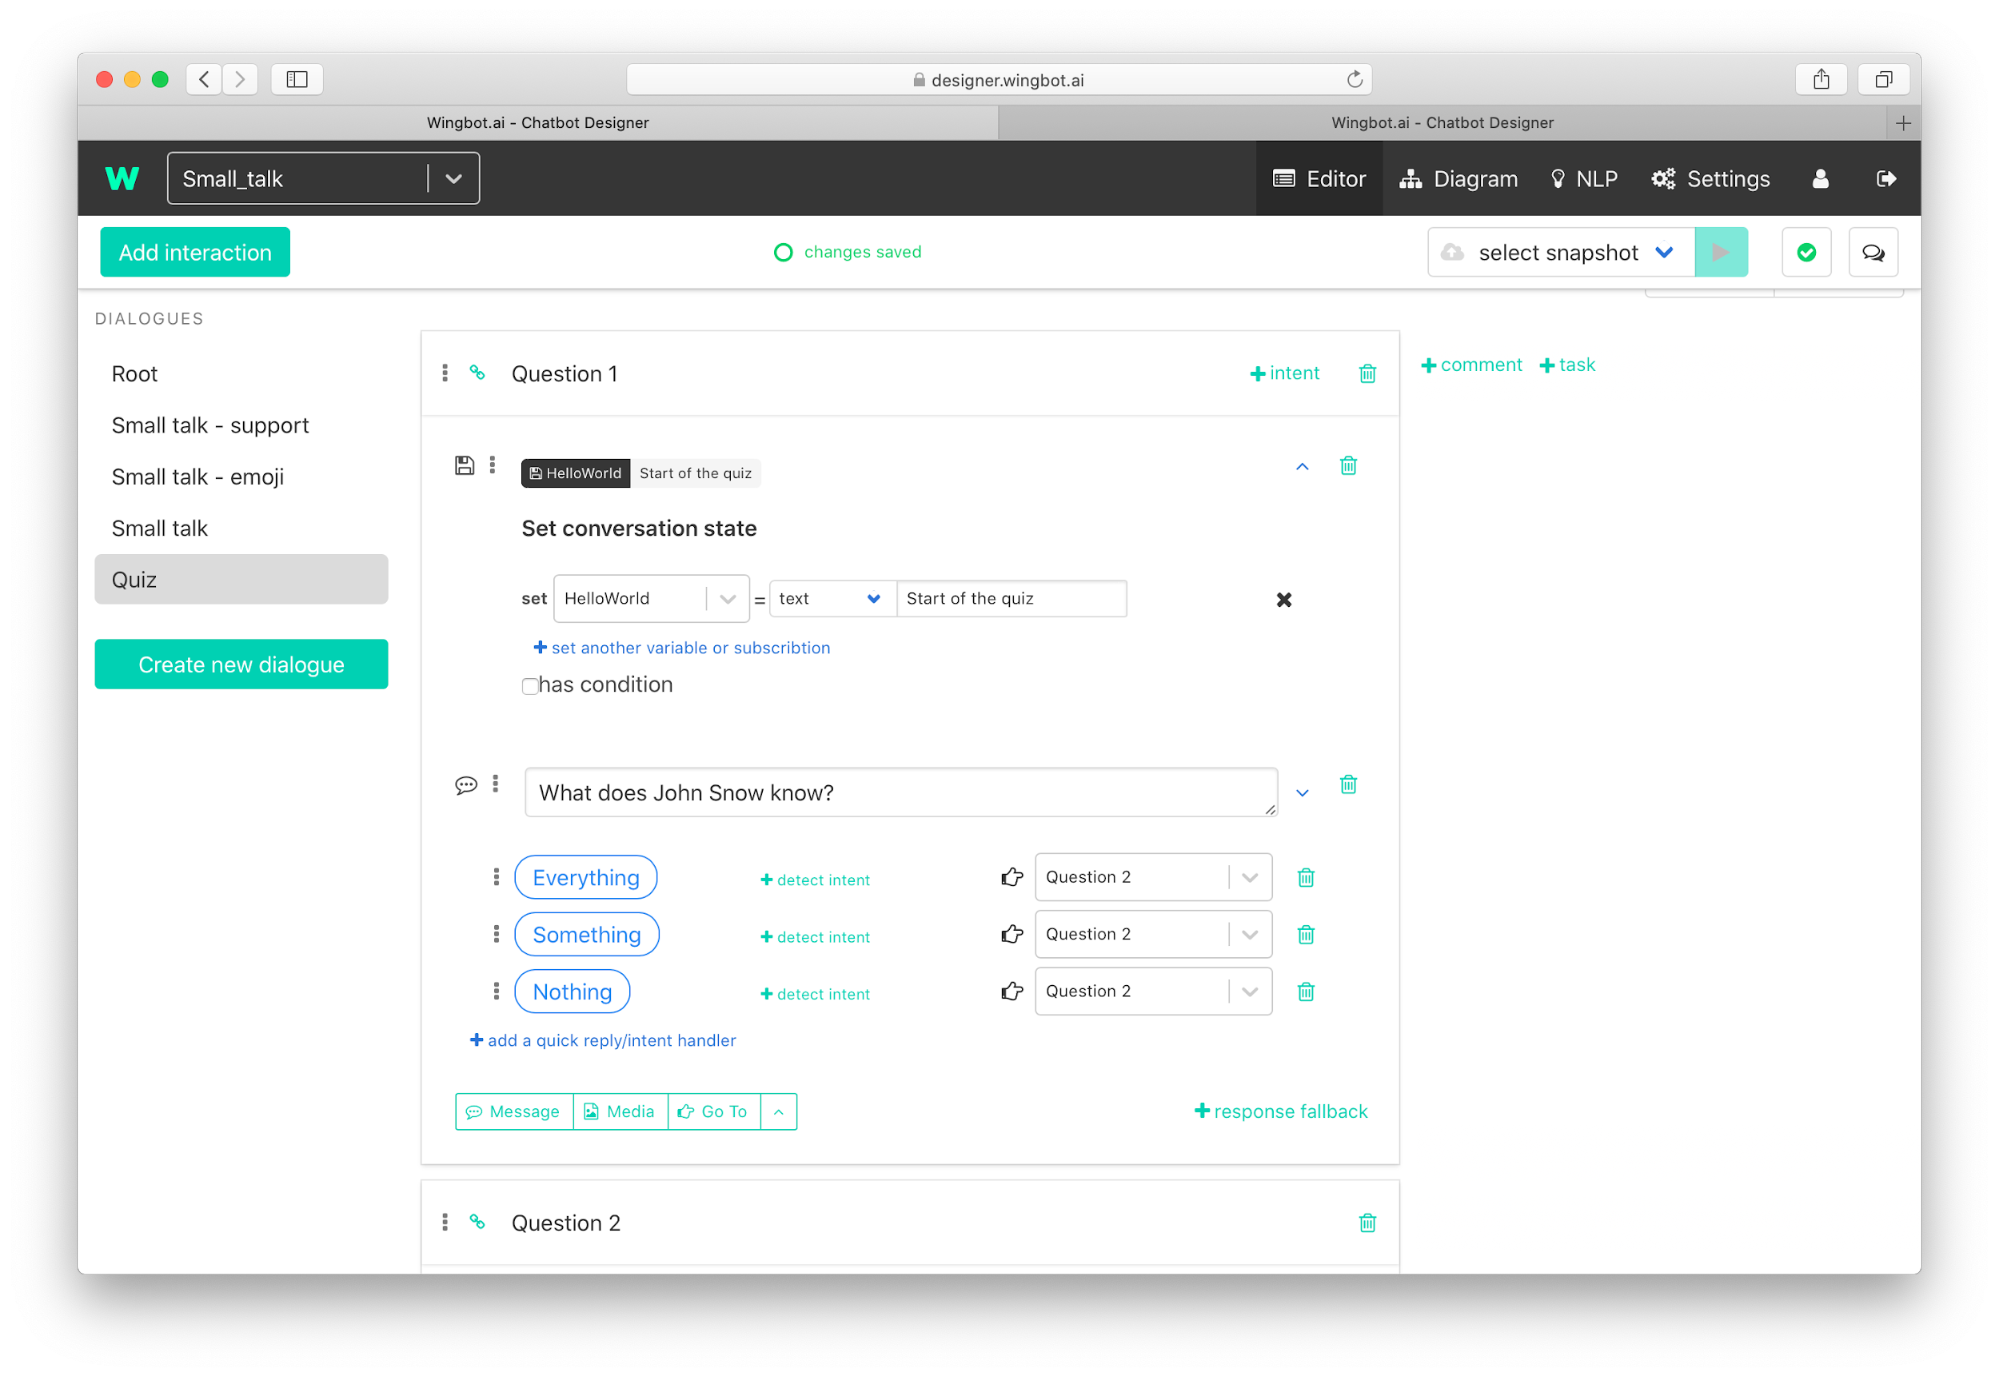 designer.wingbot.ai
Wingbot.ai - Chatbot Designer
Wingbot.ai - Chatbot Designer
W
Small_talk
Editor
Diagram
NLP
Settings
Add interaction
changes saved
select snapshot
DIALOGUES
Root
Small talk - support
Small talk - emoji
Small talk
Quiz
Create new dialogue
Question 1
+ intent
+ comment
+ task
HelloWorld Start of the quiz
Set conversation state
set HelloWorld = text Start of the quiz
+ set another variable or subscribtion
has condition
What does John Snow know?
Everything + detect intent Question 2
Something + detect intent Question 2
Nothing + detect intent Question 2
+ add a quick reply/intent handler
Message Media Go To
+ response fallback
Question 2